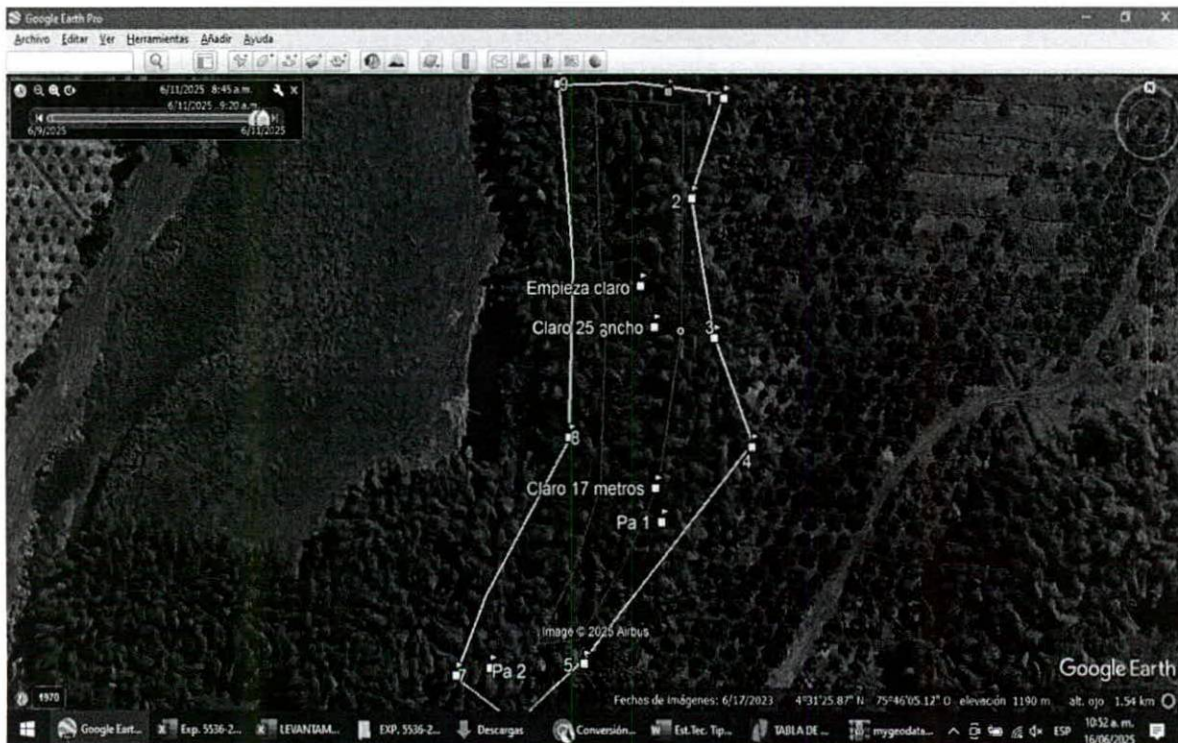 Google Earth Pro
Archivo Editar Ver Herramientas Añadir Ayuda
6/11/2025 8:45 a.m.
6/11/2025 9:20 a.m.
6/9/2025 6/11/2025
9
1
2
Empieza claro
Claro 25 ancho
3
8
4
Claro 17 metros
Pa 1
Image © 2025 Airbus
5
7
Pa 2
Google Earth
1970
Fechas de imágenes: 6/17/2023 4°31'25.87" N 75°46'05.12" O elevación 1190 m alt. ojo 1.54 km
Google Eart... Exp. 5536-2... LEVANTAM... EXP. 5536-2... Descargas Conversión... Est.Tec. Tip... TABLA DE ... mygeodata... ESP
10:52 a. m.
16/06/2025